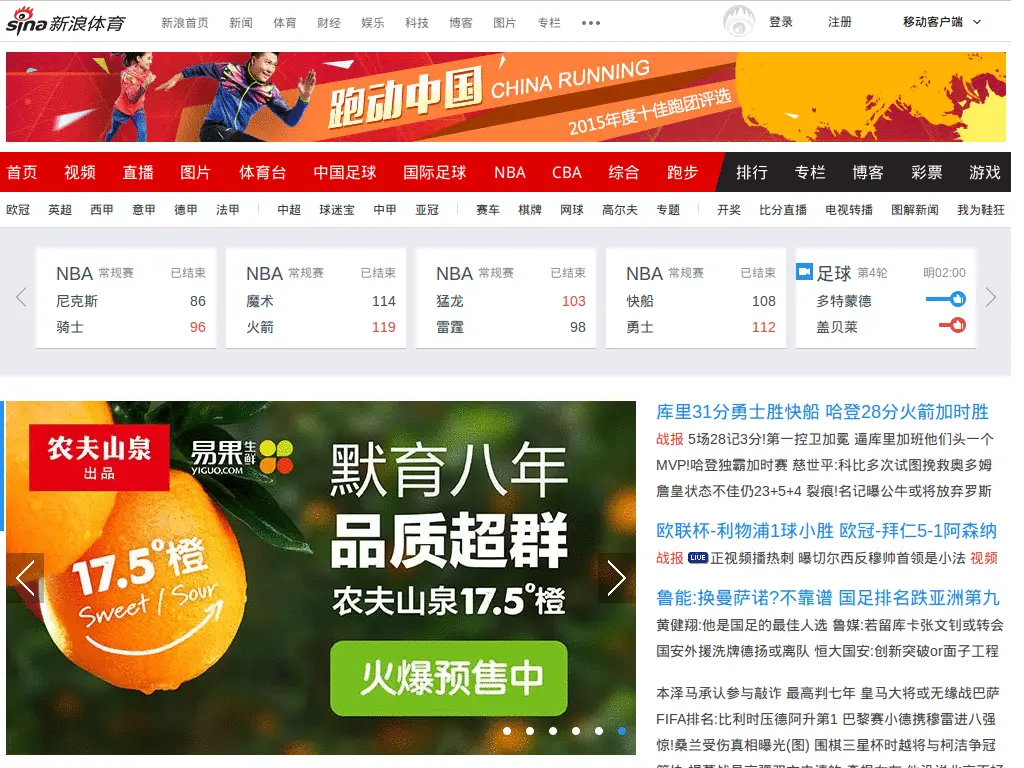 sina新浪体育 新浪首页 新闻 体育 财经 娱乐 科技 博客 图片 专栏 登录 注册 移动客户端
跑动中国 CHINA RUNNING
2015年度十佳跑团评选
首页 视频 直播 图片 体育台 中国足球 国际足球 NBA CBA 综合 跑步 排行 专栏 博客 彩票 游戏
欧冠 英超 西甲 意甲 德甲 法甲 中超 球迷宝 中甲 亚冠 赛车 棋牌 网球 高尔夫 专题 开奖 比分直播 电视转播 图解新闻 我为鞋狂
NBA 常规赛 已结束
尼克斯 86
骑士 96
NBA 常规赛 已结束
魔术 114
火箭 119
NBA 常规赛 已结束
猛龙 103
雷霆 98
NBA 常规赛 已结束
快船 108
勇士 112
足球 第4轮 明02:00
多特蒙德
盖贝莱
农夫山泉
出品
易果生鲜
YIGUO.COM
17.5°橙
Sweet / Sour
默育八年
品质超群
农夫山泉17.5°橙
火爆预售中
库里31分勇士胜快船 哈登28分火箭加时胜
战报 5场28记3分!第一控卫加冕 逼库里加班他们头一个
MVP!哈登独霸加时赛 慈世平:科比多次试图挽救奥多姆
詹皇状态不佳仍23+5+4 裂痕!名记曝公牛或将放弃罗斯
欧联杯-利物浦1球小胜 欧冠-拜仁5-1阿森纳
战报 LIVE 正视频播热刺 曝切尔西反穆帅首领是小法 视频
鲁能:换曼萨诺?不靠谱 国足排名跌亚洲第九
黄健翔:他是国足的最佳人选 鲁媒:若留库卡张文钊或转会
国安外援洗牌德扬或离队 恒大国安:创新突破or面子工程
本泽马承认参与敲诈 最高判七年 皇马大将或无缘战巴萨
FIFA排名:比利时压德阿升第1 巴黎赛小德携穆雷进八强
惊!桑兰受伤真相曝光(图) 围棋三星杯时越将与柯洁争冠